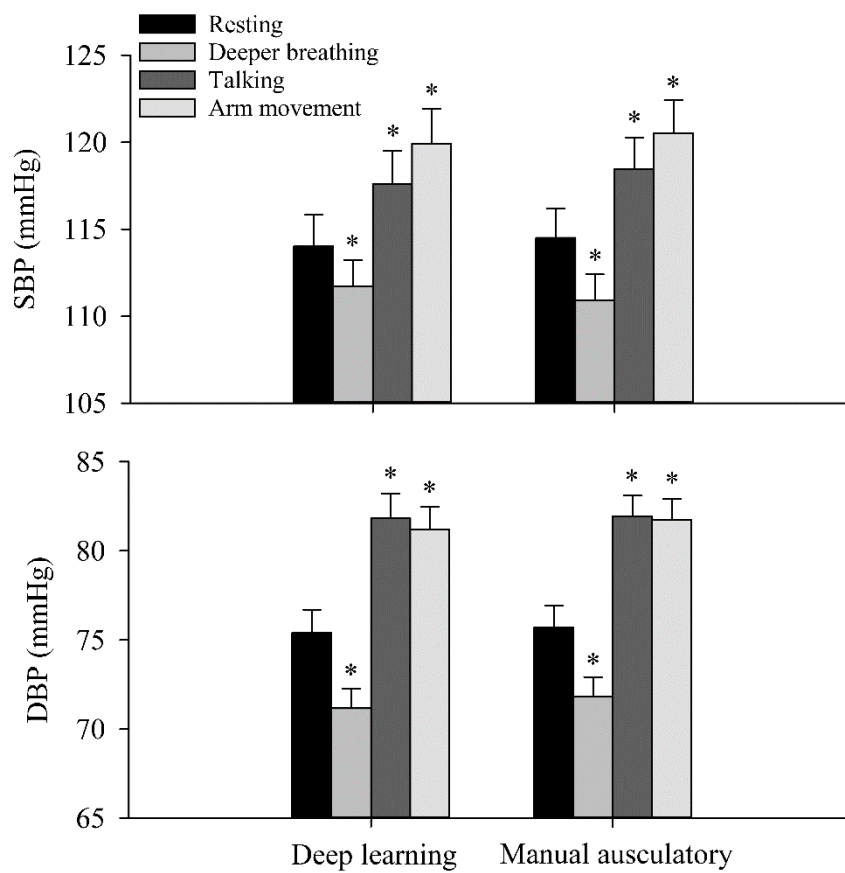 Resting
Deeper breathing
Talking
Arm movement
125
120
115
110
105
SBP (mmHg)
*
*
*
*
*
*
85
80
75
70
65
DBP (mmHg)
*
*
*
*
*
*
Deep learning
Manual ausculatory